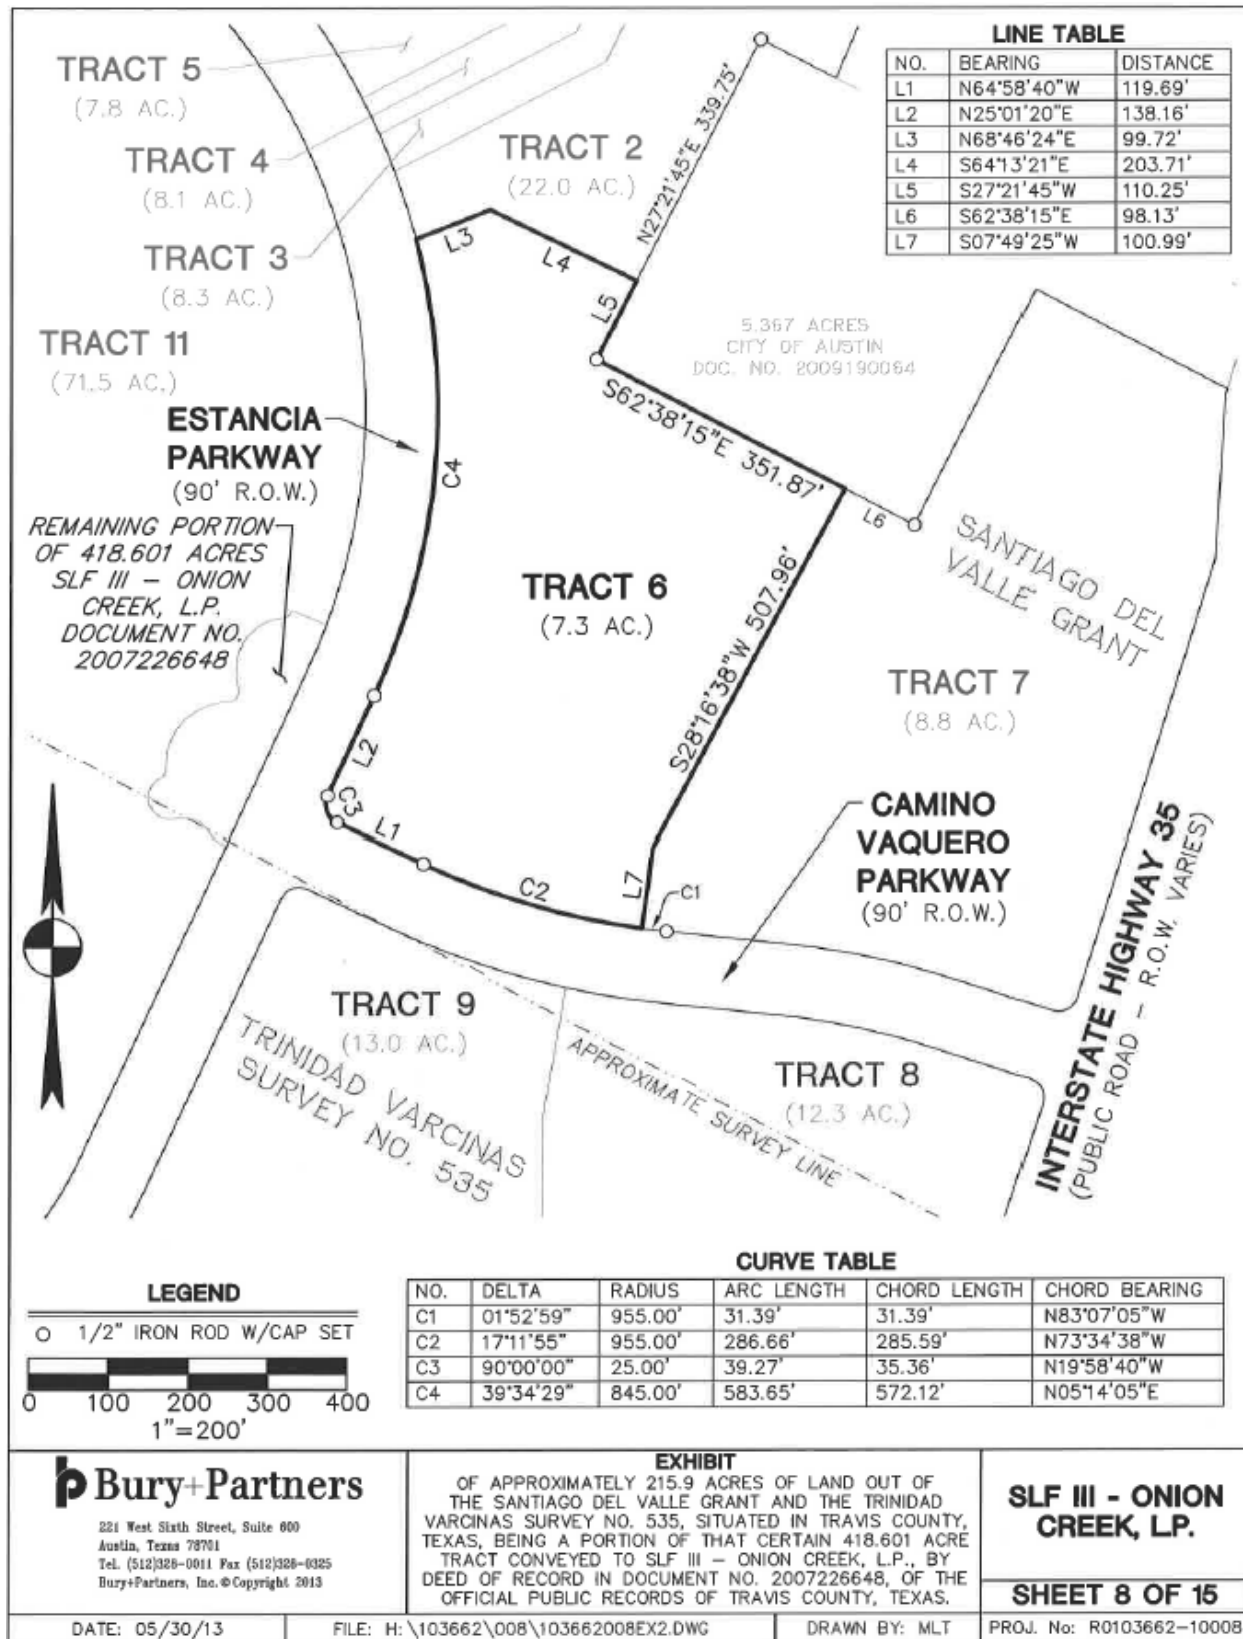 LINE TABLE
NO. BEARING DISTANCE
L1 N64°58'40"W 119.69'
L2 N25°01'20"E 138.16'
L3 N68°46'24"E 99.72'
L4 S64°13'21"E 203.71'
L5 S27°21'45"W 110.25'
L6 S62°38'15"E 98.13'
L7 S07°49'25"W 100.99'
TRACT 5
(7.8 AC.)
TRACT 4
(8.1 AC.)
TRACT 3
(8.3 AC.)
TRACT 2
(22.0 AC.)
N27°21'45"E 339.75'
TRACT 11
(71.5 AC.)
L3
L4
L5
5.367 ACRES
CITY OF AUSTIN
DOC. NO. 2009190064
S62°38'15"E 351.87'
L6
ESTANCIA
PARKWAY
(90' R.O.W.)
C4
REMAINING PORTION
OF 418.601 ACRES
SLF III – ONION
CREEK, L.P.
DOCUMENT NO.
2007226648
TRACT 6
(7.3 AC.)
S28°16'38"W 507.96'
SANTIAGO DEL
VALLE GRANT
TRACT 7
(8.8 AC.)
L2
C3
L1
C2
L7
C1
CAMINO
VAQUERO
PARKWAY
(90' R.O.W.)
INTERSTATE HIGHWAY 35
(PUBLIC ROAD – R.O.W. VARIES)
TRACT 9
(13.0 AC.)
TRINIDAD VARCINAS
SURVEY NO. 535
APPROXIMATE SURVEY LINE
TRACT 8
(12.3 AC.)
LEGEND
1/2" IRON ROD W/CAP SET
0 100 200 300 400
1"=200'
CURVE TABLE
NO. DELTA RADIUS ARC LENGTH CHORD LENGTH CHORD BEARING
C1 01°52'59" 955.00' 31.39' 31.39' N83°07'05"W
C2 17°11'55" 955.00' 286.66' 285.59' N73°34'38"W
C3 90°00'00" 25.00' 39.27' 35.36' N19°58'40"W
C4 39°34'29" 845.00' 583.65' 572.12' N05°14'05"E
Bury+Partners
221 West Sixth Street, Suite 600
Austin, Texas 78701
Tel. (512)328-0011 Fax (512)328-0325
Bury+Partners, Inc. © Copyright 2013
EXHIBIT
OF APPROXIMATELY 215.9 ACRES OF LAND OUT OF
THE SANTIAGO DEL VALLE GRANT AND THE TRINIDAD
VARCINAS SURVEY NO. 535, SITUATED IN TRAVIS COUNTY,
TEXAS, BEING A PORTION OF THAT CERTAIN 418.601 ACRE
TRACT CONVEYED TO SLF III – ONION CREEK, L.P., BY
DEED OF RECORD IN DOCUMENT NO. 2007226648, OF THE
OFFICIAL PUBLIC RECORDS OF TRAVIS COUNTY, TEXAS.
SLF III - ONION
CREEK, L.P.
SHEET 8 OF 15
DATE: 05/30/13
FILE: H:\103662\008\103662008EX2.DWG
DRAWN BY: MLT
PROJ. No: R0103662-10008